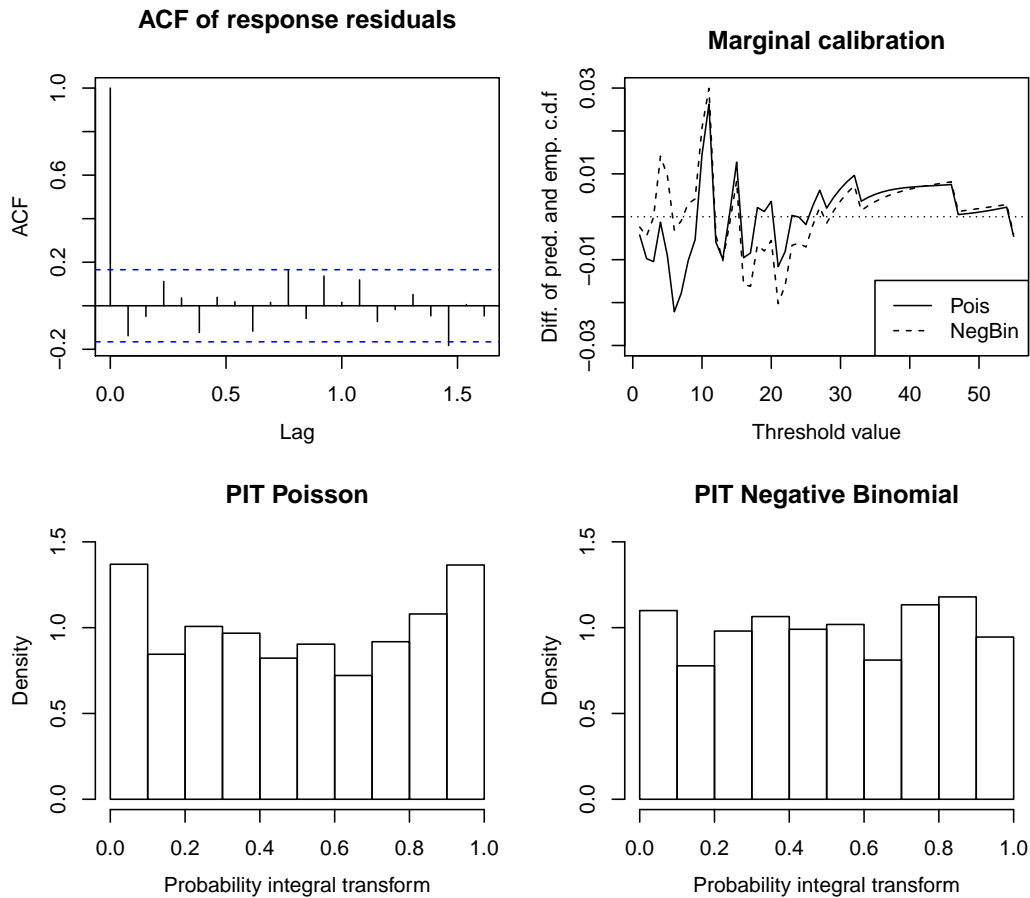 ACF of response residuals
ACF
1.0
0.6
0.2
−0.2
0.0 0.5 1.0 1.5
Lag
Marginal calibration
Diff. of pred. and emp. c.d.f
0.03
0.01
−0.01
−0.03
Pois
NegBin
0 10 20 30 40 50
Threshold value
PIT Poisson
Density
1.5
1.0
0.5
0.0
0.0 0.2 0.4 0.6 0.8 1.0
Probability integral transform
PIT Negative Binomial
Density
1.5
1.0
0.5
0.0
0.0 0.2 0.4 0.6 0.8 1.0
Probability integral transform